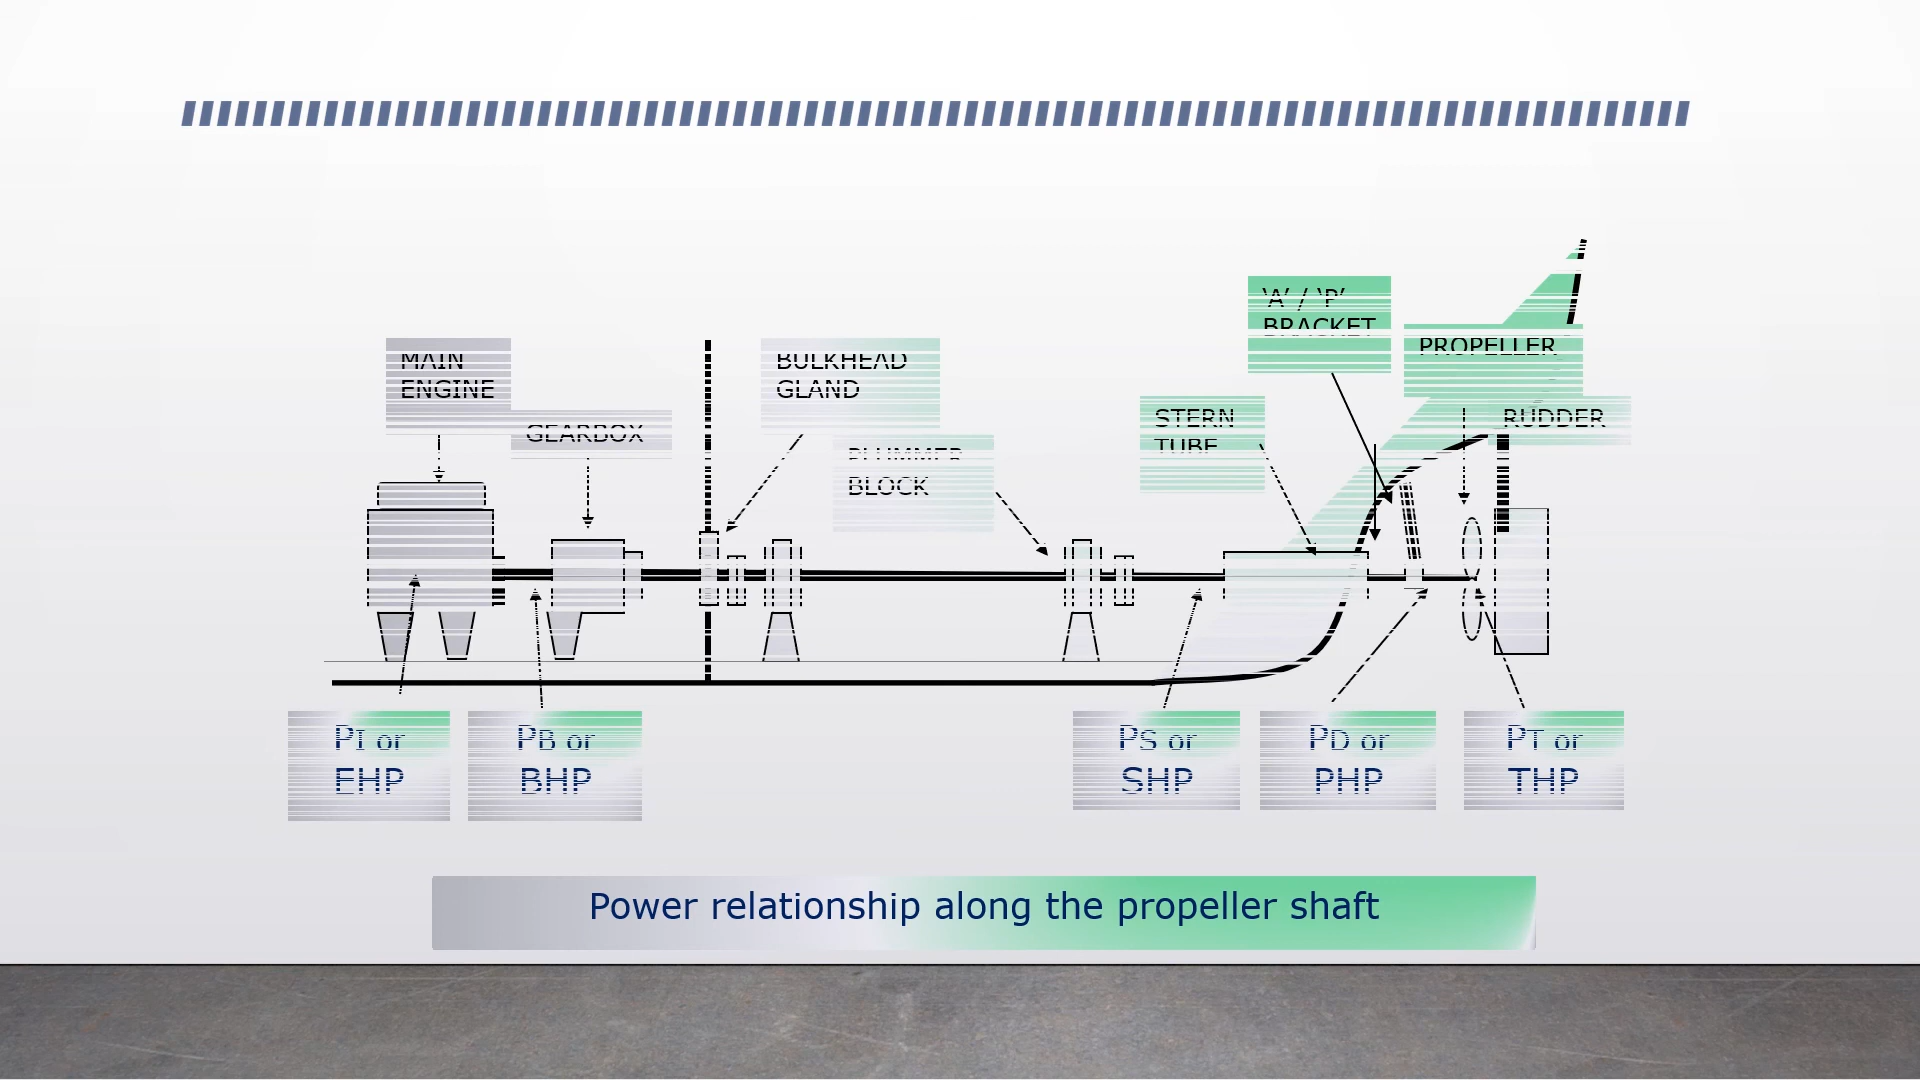 'A' / 'P'
BRACKET
PROPELLER
MAIN
ENGINE
BULKHEAD
GLAND
GEARBOX
STERN
TUBE
RUDDER
PLUMMER
BLOCK
PI or
EHP
PB or
BHP
PS or
SHP
PD or
PHP
PT or
THP
Power relationship along the propeller shaft